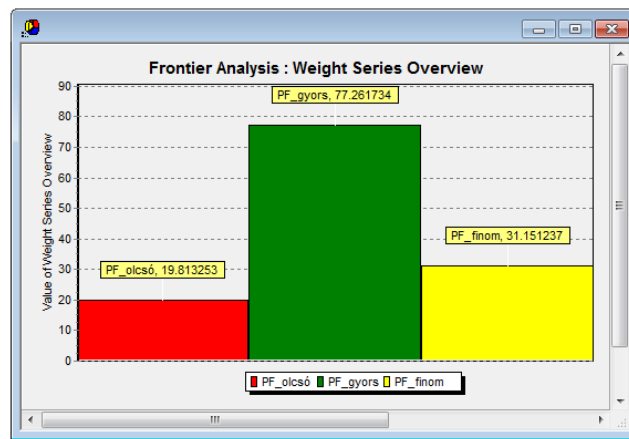 Frontier Analysis : Weight Series Overview
Value of Weight Series Overview
90
80
70
60
50
40
30
20
10
0
PF_olcsó, 19.813253
PF_gyors, 77.261734
PF_finom, 31.151237
PF_olcsó PF_gyors PF_finom